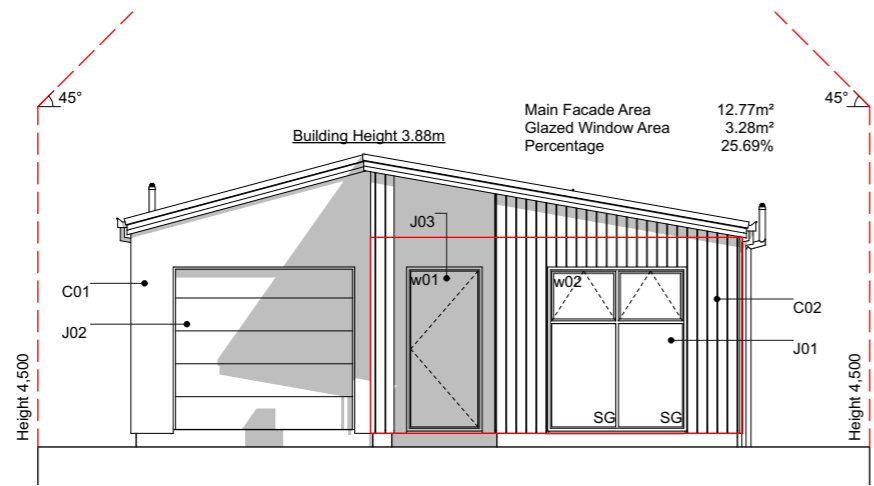 45°
45°
Main Facade Area 12.77m²
Glazed Window Area 3.28m²
Percentage 25.69%
Building Height 3.88m
J03
w01
w02
C01
C02
J02
J01
Height 4,500
Height 4,500
SG
SG